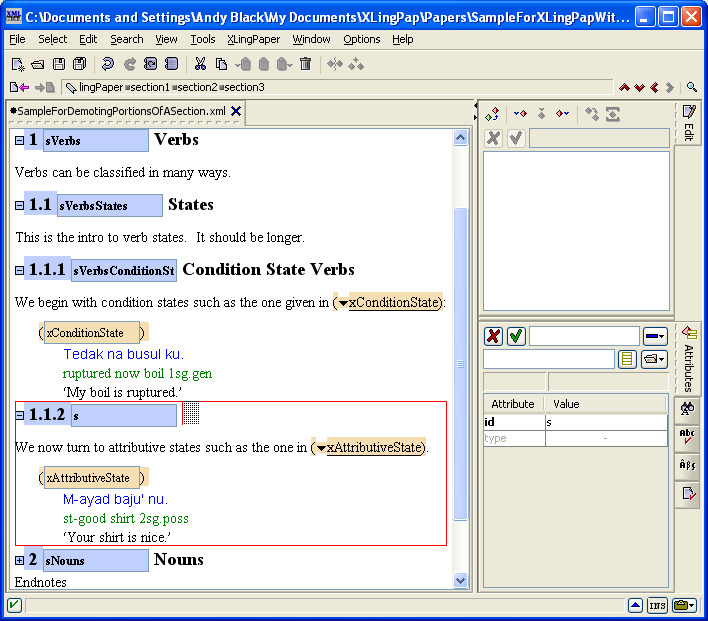 C:\Documents and Settings\Andy Black\My Documents\XLingPap\Papers\SampleForXLingPapWit...
File Select Edit Search View Tools XLingPaper Window Options Help
lingPaper section1 section2 section3
SampleForDemotingPortionsOfASection.xml
Edit
1 sVerbs Verbs
Verbs can be classified in many ways.
1.1 sVerbsStates States
This is the intro to verb states. It should be longer.
1.1.1 sVerbsConditionSt Condition State Verbs
We begin with condition states such as the one given in (xConditionState):
(xConditionState )
Tedak na busul ku.
ruptured now boil 1sg.gen
‘My boil is ruptured.’
1.1.2 s
We now turn to attributive states such as the one in (xAttributiveState).
(xAttributiveState )
M-ayad baju' nu.
st-good shirt 2sg.poss
‘Your shirt is nice.’
2 sNouns Nouns
Endnotes
Attributes
Attribute Value
id s
type -
Abc
Âβς
INS